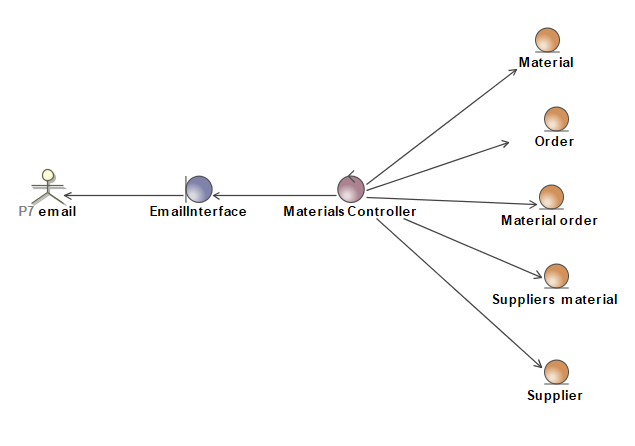 Material
Order
P7 email
EmailInterface
Materials Controller
Material order
Suppliers material
Supplier